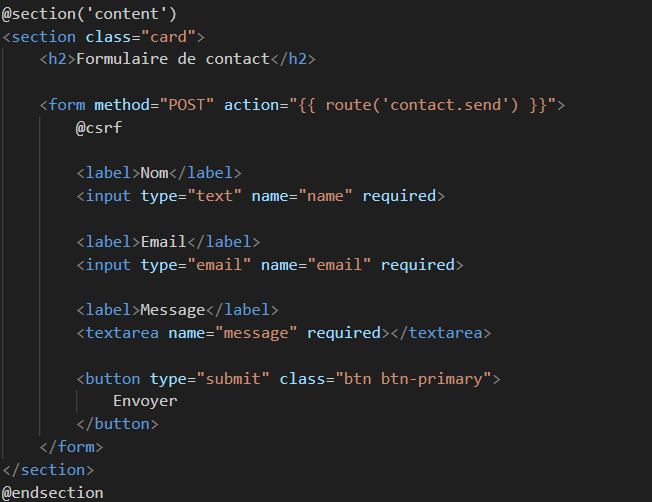 @section('content')
<section class="card">
<h2>Formulaire de contact</h2>
<form method="POST" action="{{ route('contact.send') }}">
@csrf
<label>Nom</label>
<input type="text" name="name" required>
<label>Email</label>
<input type="email" name="email" required>
<label>Message</label>
<textarea name="message" required></textarea>
<button type="submit" class="btn btn-primary">
Envoyer
</button>
</form>
</section>
@endsection